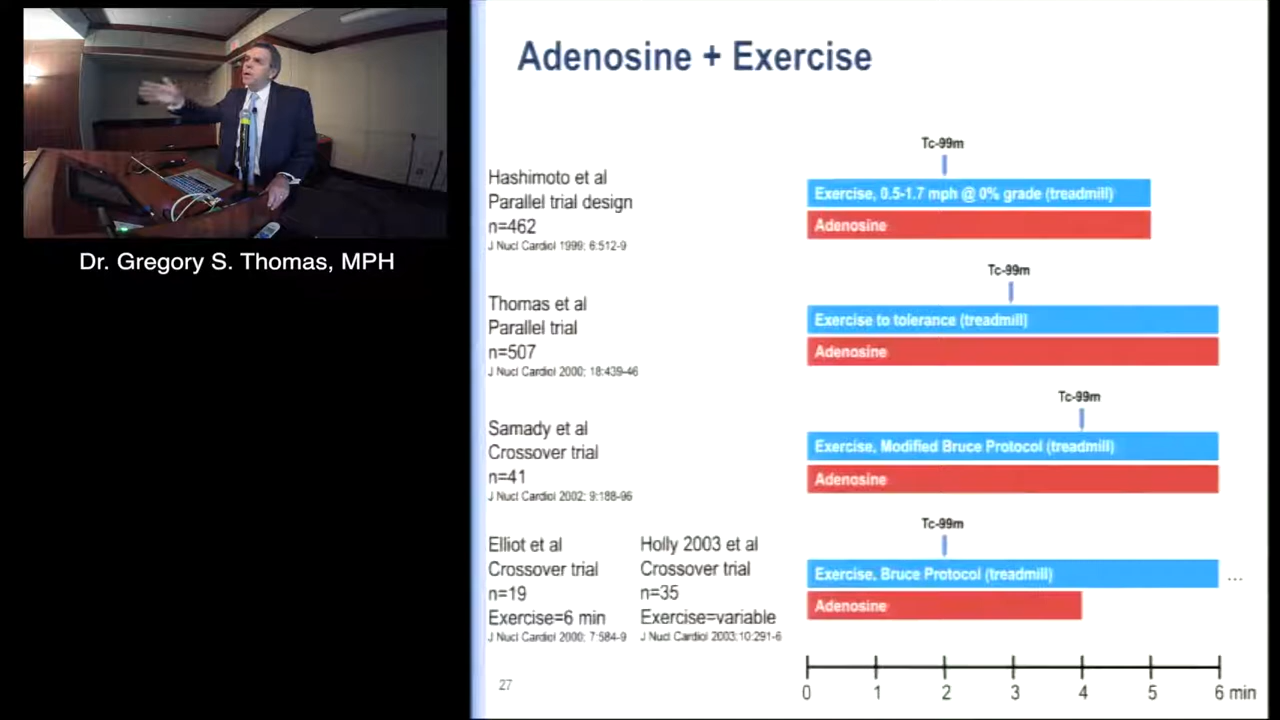 Adenosine + Exercise
Dr. Gregory S. Thomas, MPH
Hashimoto et al
Parallel trial design
n=462
J Nucl Cardiol 1999; 6:512-9
Tc-99m
Exercise, 0.5-1.7 mph @ 0% grade (treadmill)
Adenosine
Thomas et al
Parallel trial
n=507
J Nucl Cardiol 2000; 18:439-46
Tc-99m
Exercise to tolerance (treadmill)
Adenosine
Samady et al
Crossover trial
n=41
J Nucl Cardiol 2002; 9:188-96
Tc-99m
Exercise, Modified Bruce Protocol (treadmill)
Adenosine
Elliot et al
Crossover trial
n=19
Exercise=6 min
J Nucl Cardiol 2000; 7:584-9
Holly 2003 et al
Crossover trial
n=35
Exercise=variable
J Nucl Cardiol 2003:10:291-6
Tc-99m
Exercise, Bruce Protocol (treadmill)
...
Adenosine
0 1 2 3 4 5 6 min
27